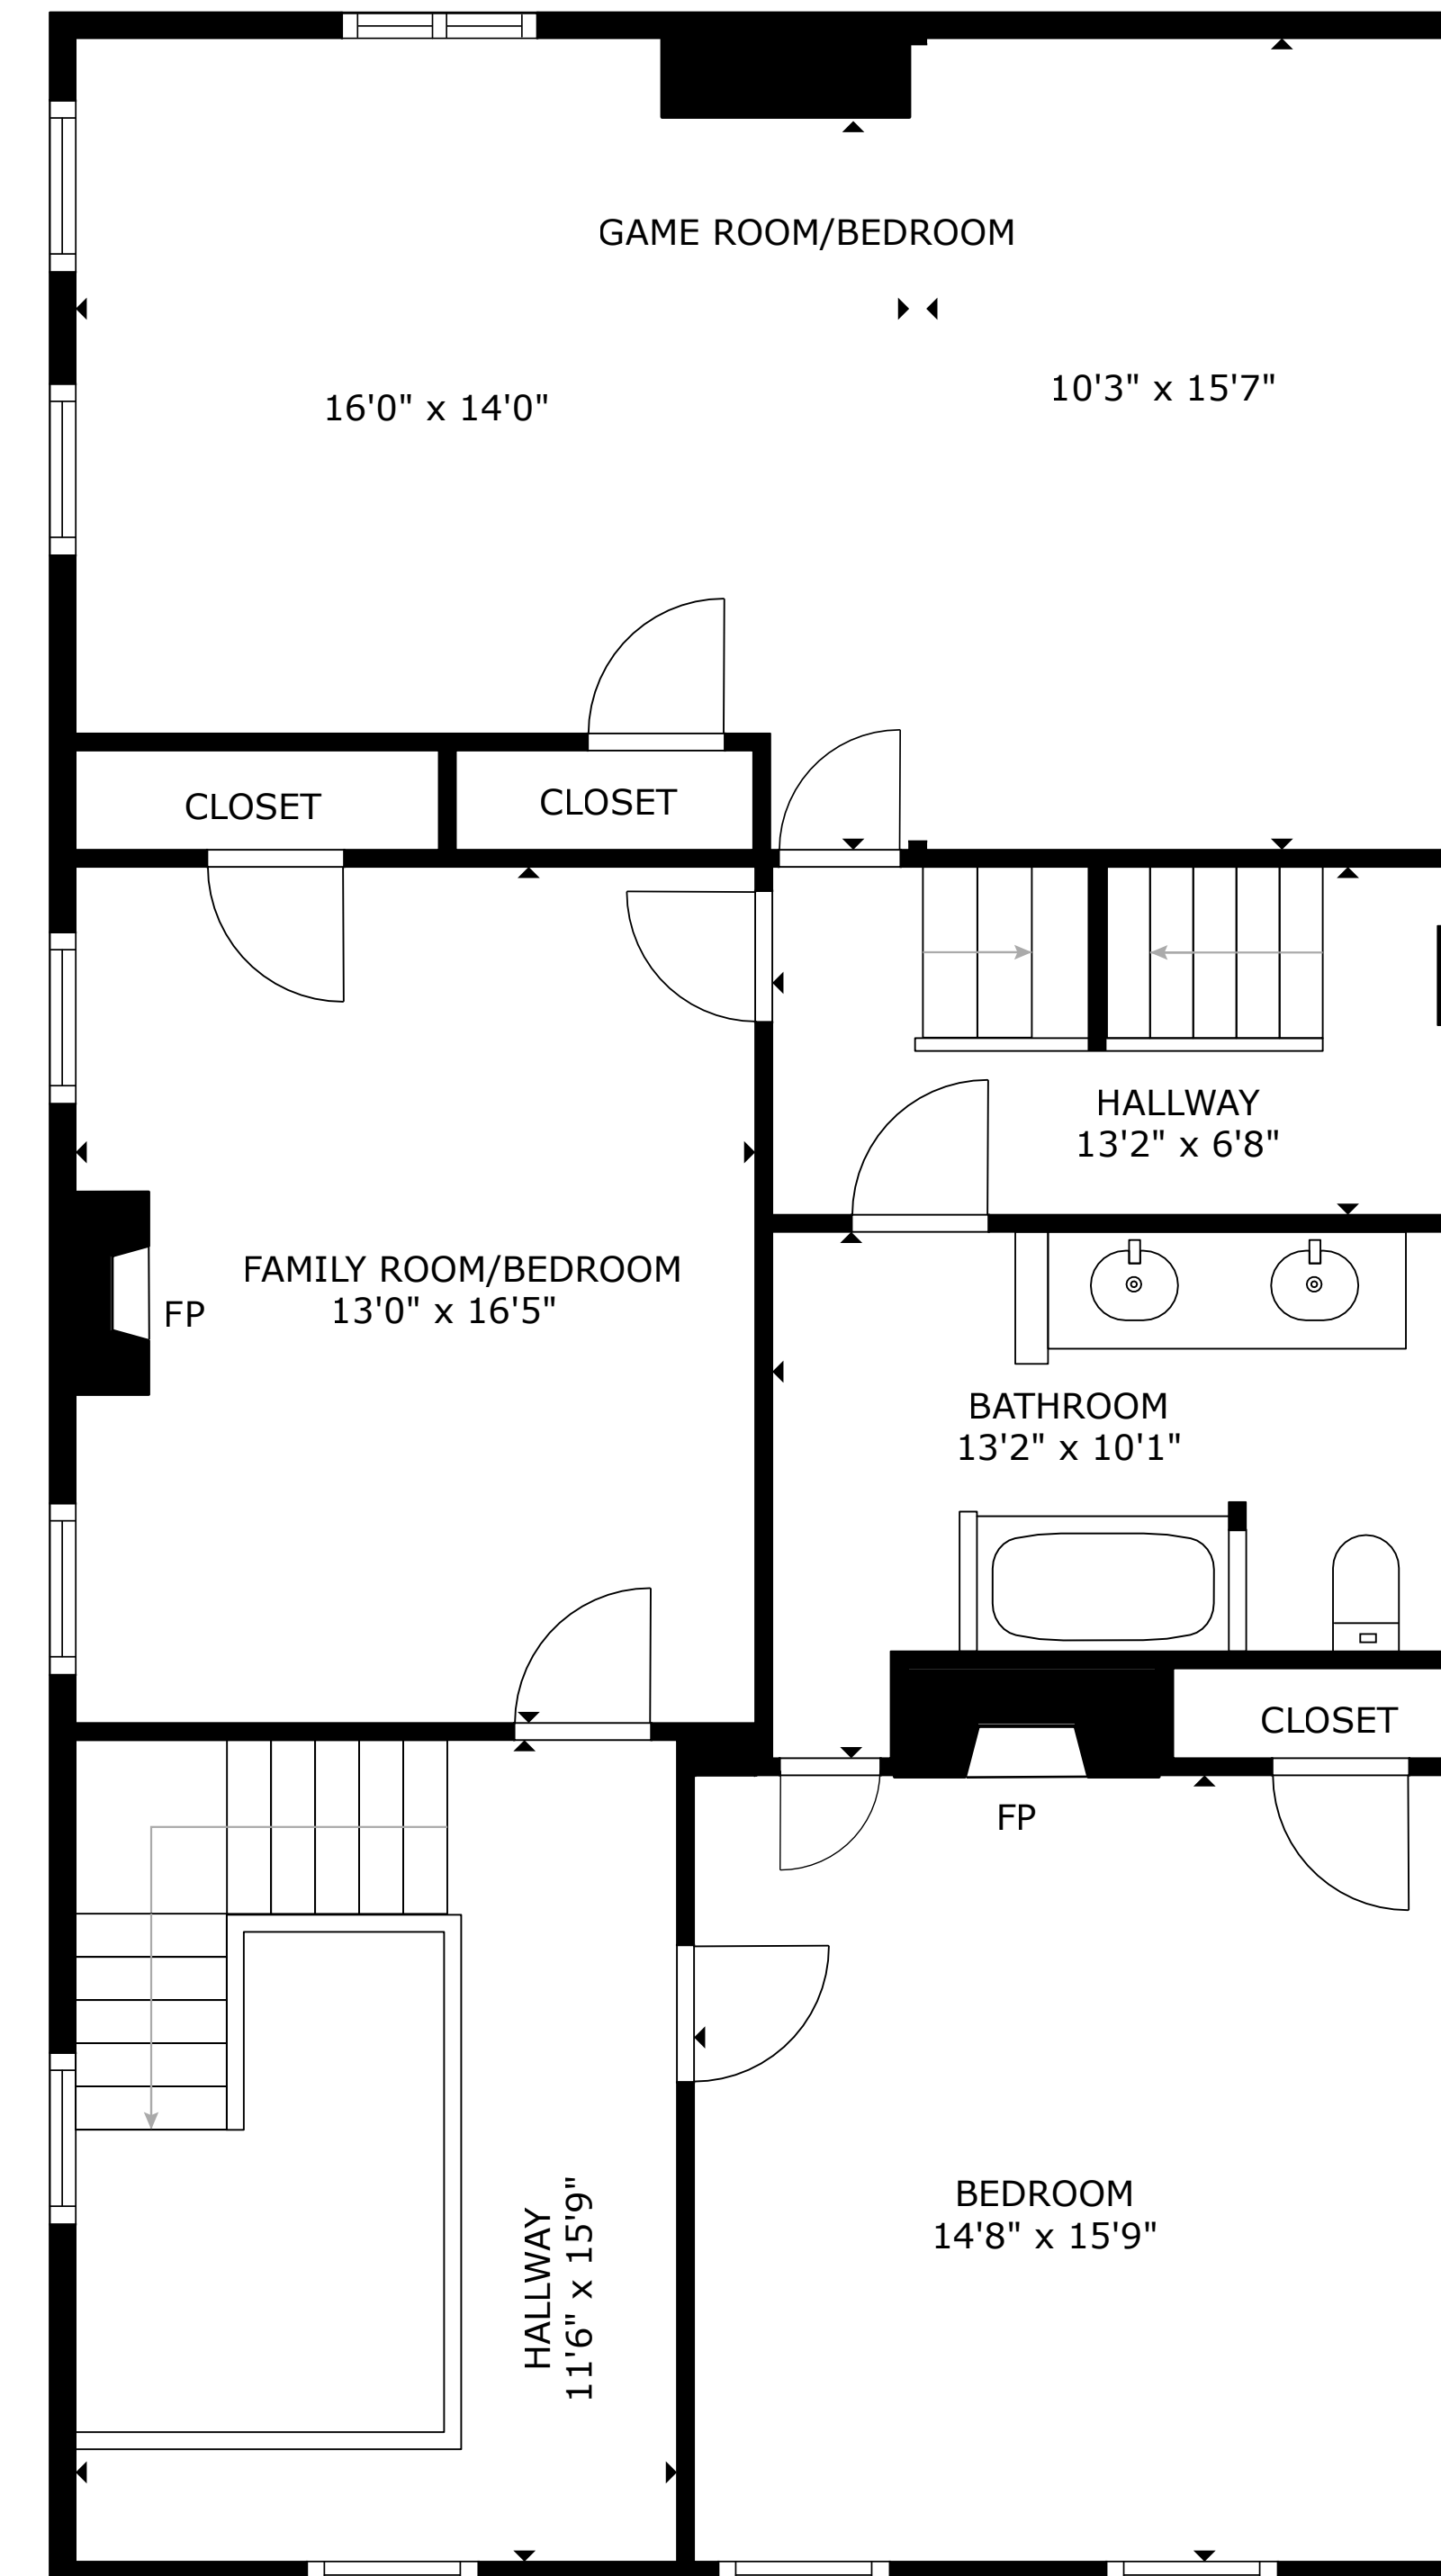 GAME ROOM/BEDROOM
16'0" x 14'0"
10'3" x 15'7"
CLOSET
CLOSET
HALLWAY
13'2" x 6'8"
FAMILY ROOM/BEDROOM
13'0" x 16'5"
FP
BATHROOM
13'2" x 10'1"
CLOSET
FP
HALLWAY
11'6" x 15'9"
BEDROOM
14'8" x 15'9"